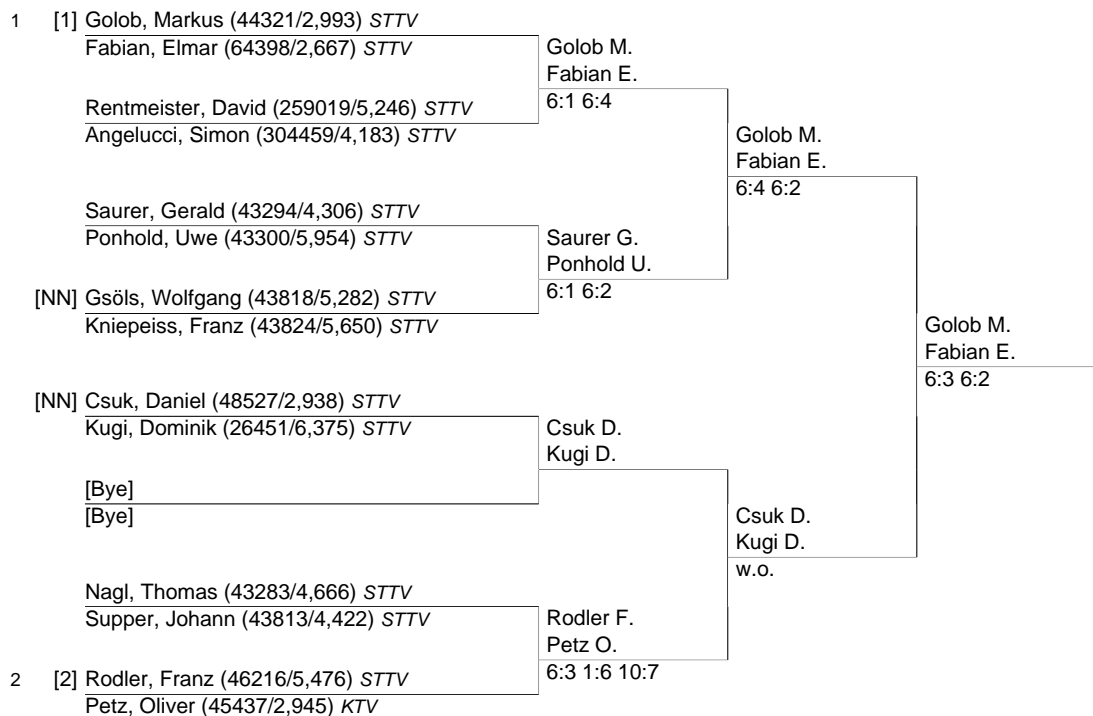 1 [1] Golob, Markus (44321/2,993) STTV
Fabian, Elmar (64398/2,667) STTV
Golob M.
Fabian E.
6:1 6:4
Rentmeister, David (259019/5,246) STTV
Angelucci, Simon (304459/4,183) STTV
Golob M.
Fabian E.
6:4 6:2
Saurer, Gerald (43294/4,306) STTV
Ponhold, Uwe (43300/5,954) STTV
Saurer G.
Ponhold U.
6:1 6:2
[NN] Gsöls, Wolfgang (43818/5,282) STTV
Kniepeiss, Franz (43824/5,650) STTV
Golob M.
Fabian E.
6:3 6:2
[NN] Csuk, Daniel (48527/2,938) STTV
Kugi, Dominik (26451/6,375) STTV
Csuk D.
Kugi D.
[Bye]
[Bye]
Csuk D.
Kugi D.
w.o.
Nagl, Thomas (43283/4,666) STTV
Supper, Johann (43813/4,422) STTV
Rodler F.
Petz O.
6:3 1:6 10:7
2 [2] Rodler, Franz (46216/5,476) STTV
Petz, Oliver (45437/2,945) KTV